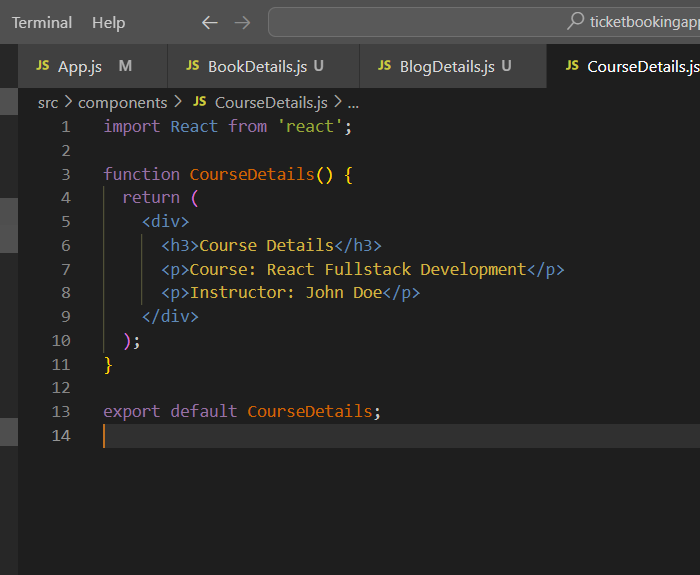 Terminal Help ← → ticketbookingapp
JS App.js M JS BookDetails.js U JS BlogDetails.js U JS CourseDetails.js
src > components > JS CourseDetails.js > ...
1 import React from 'react';
2
3 function CourseDetails() {
4 return (
5 <div>
6 <h3>Course Details</h3>
7 <p>Course: React Fullstack Development</p>
8 <p>Instructor: John Doe</p>
9 </div>
10 );
11 }
12
13 export default CourseDetails;
14